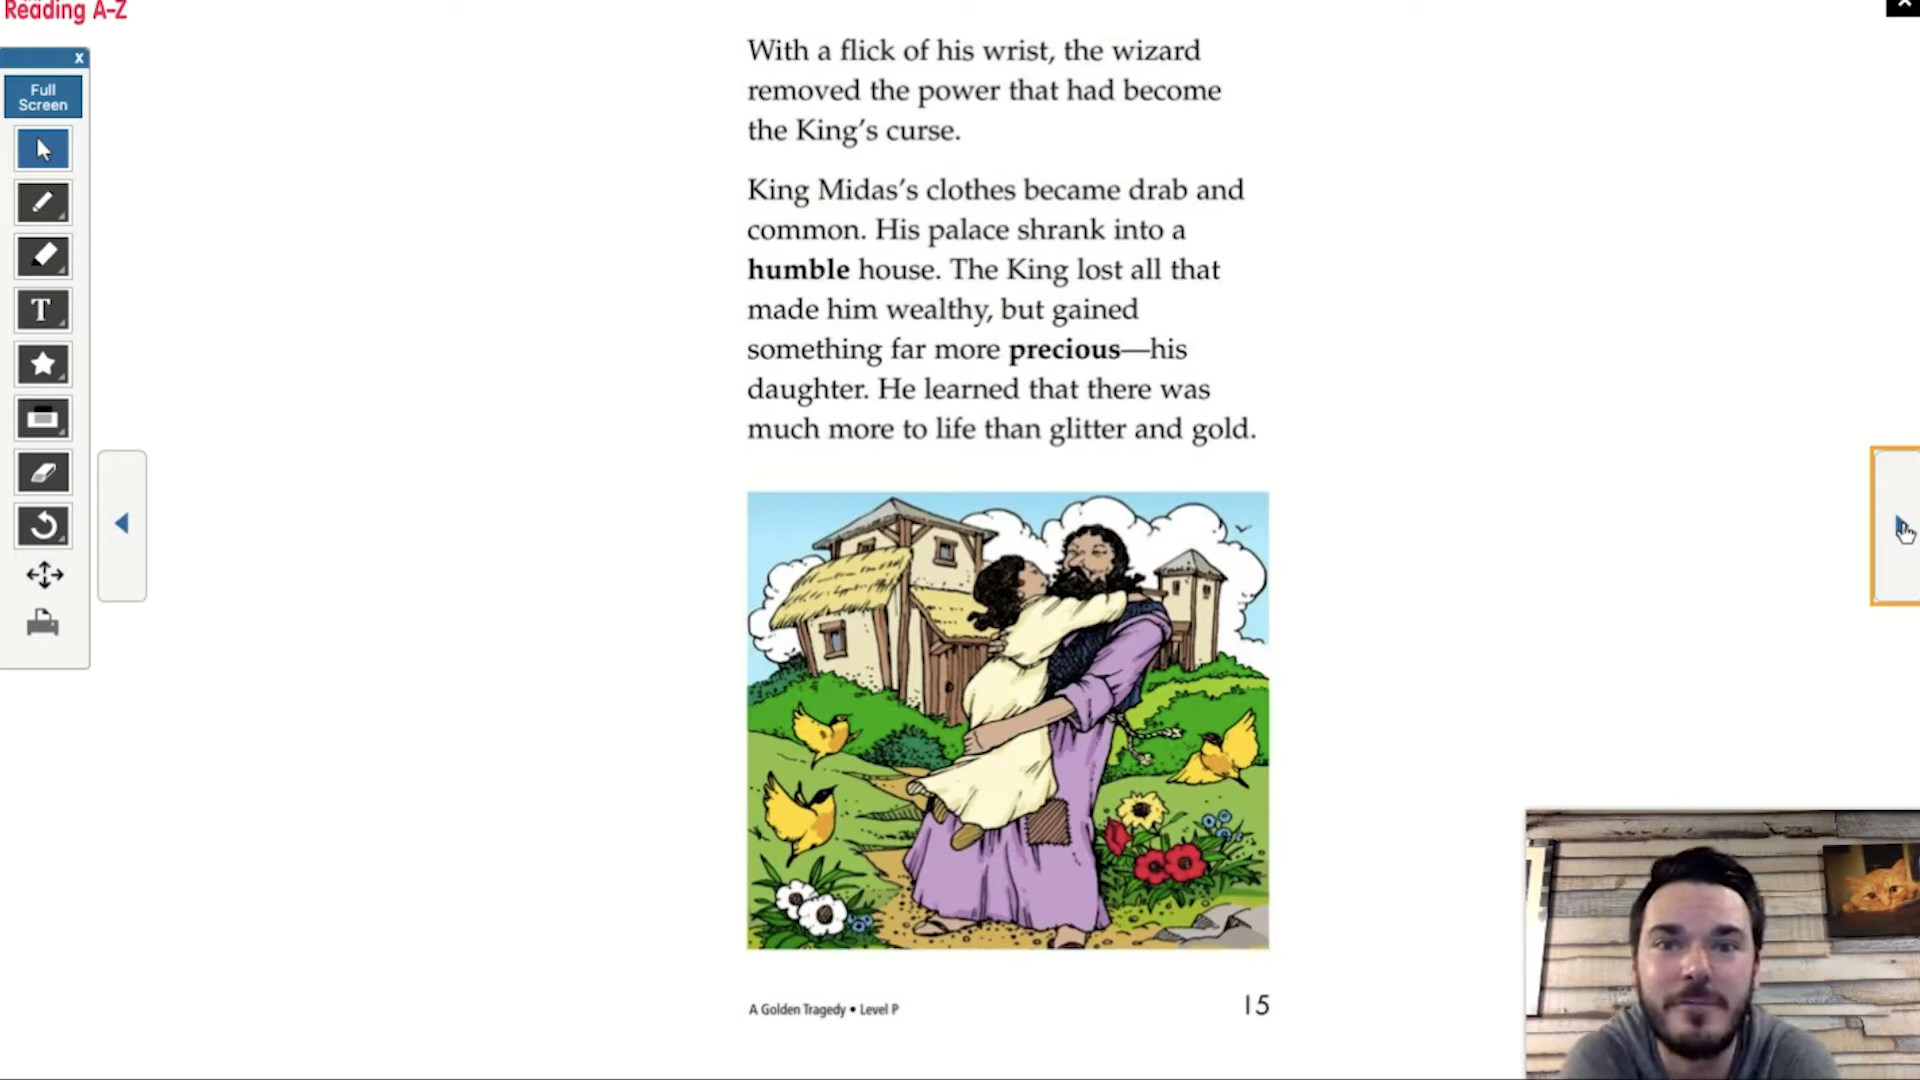 Reading A-Z
x
Full
Screen
T
With a flick of his wrist, the wizard
removed the power that had become
the King’s curse.
King Midas’s clothes became drab and
common. His palace shrank into a
humble house. The King lost all that
made him wealthy, but gained
something far more precious—his
daughter. He learned that there was
much more to life than glitter and gold.
A Golden Tragedy • Level P
15